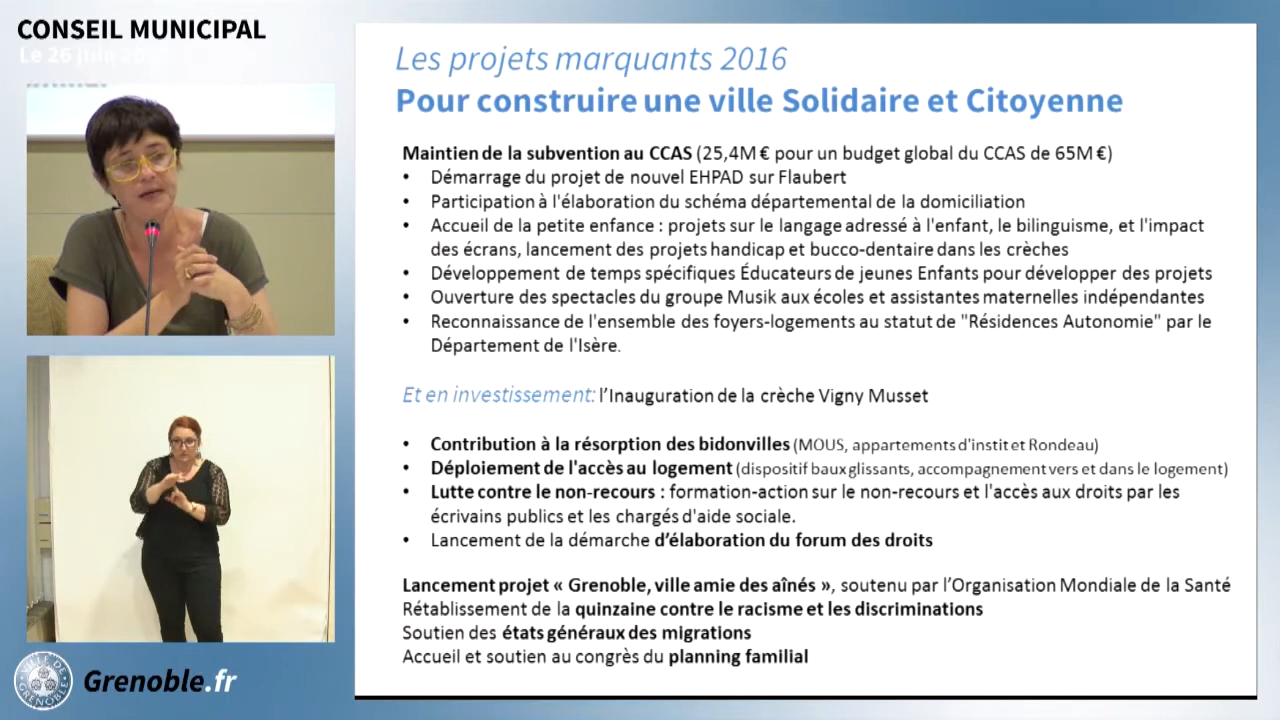 CONSEIL MUNICIPAL
Le 26 juin
Les projets marquants 2016
Pour construire une ville Solidaire et Citoyenne
Maintien de la subvention au CCAS (25,4M € pour un budget global du CCAS de 65M €)
• Démarrage du projet de nouvel EHPAD sur Flaubert
• Participation à l'élaboration du schéma départemental de la domiciliation
• Accueil de la petite enfance : projets sur le langage adressé à l'enfant, le bilinguisme, et l'impact
des écrans, lancement des projets handicap et bucco-dentaire dans les crèches
• Développement de temps spécifiques Éducateurs de jeunes Enfants pour développer des projets
• Ouverture des spectacles du groupe Musik aux écoles et assistantes maternelles indépendantes
• Reconnaissance de l'ensemble des foyers-logements au statut de "Résidences Autonomie" par le
Département de l'Isère.
Et en investissement: l’Inauguration de la crèche Vigny Musset
• Contribution à la résorption des bidonvilles (MOUS, appartements d'instit et Rondeau)
• Déploiement de l'accès au logement (dispositif baux glissants, accompagnement vers et dans le logement)
• Lutte contre le non-recours : formation-action sur le non-recours et l'accès aux droits par les
écrivains publics et les chargés d'aide sociale.
• Lancement de la démarche d’élaboration du forum des droits
Lancement projet « Grenoble, ville amie des aînés », soutenu par l’Organisation Mondiale de la Santé
Rétablissement de la quinzaine contre le racisme et les discriminations
Soutien des états généraux des migrations
Accueil et soutien au congrès du planning familial
VILLE DE GRENOBLE
Grenoble.fr